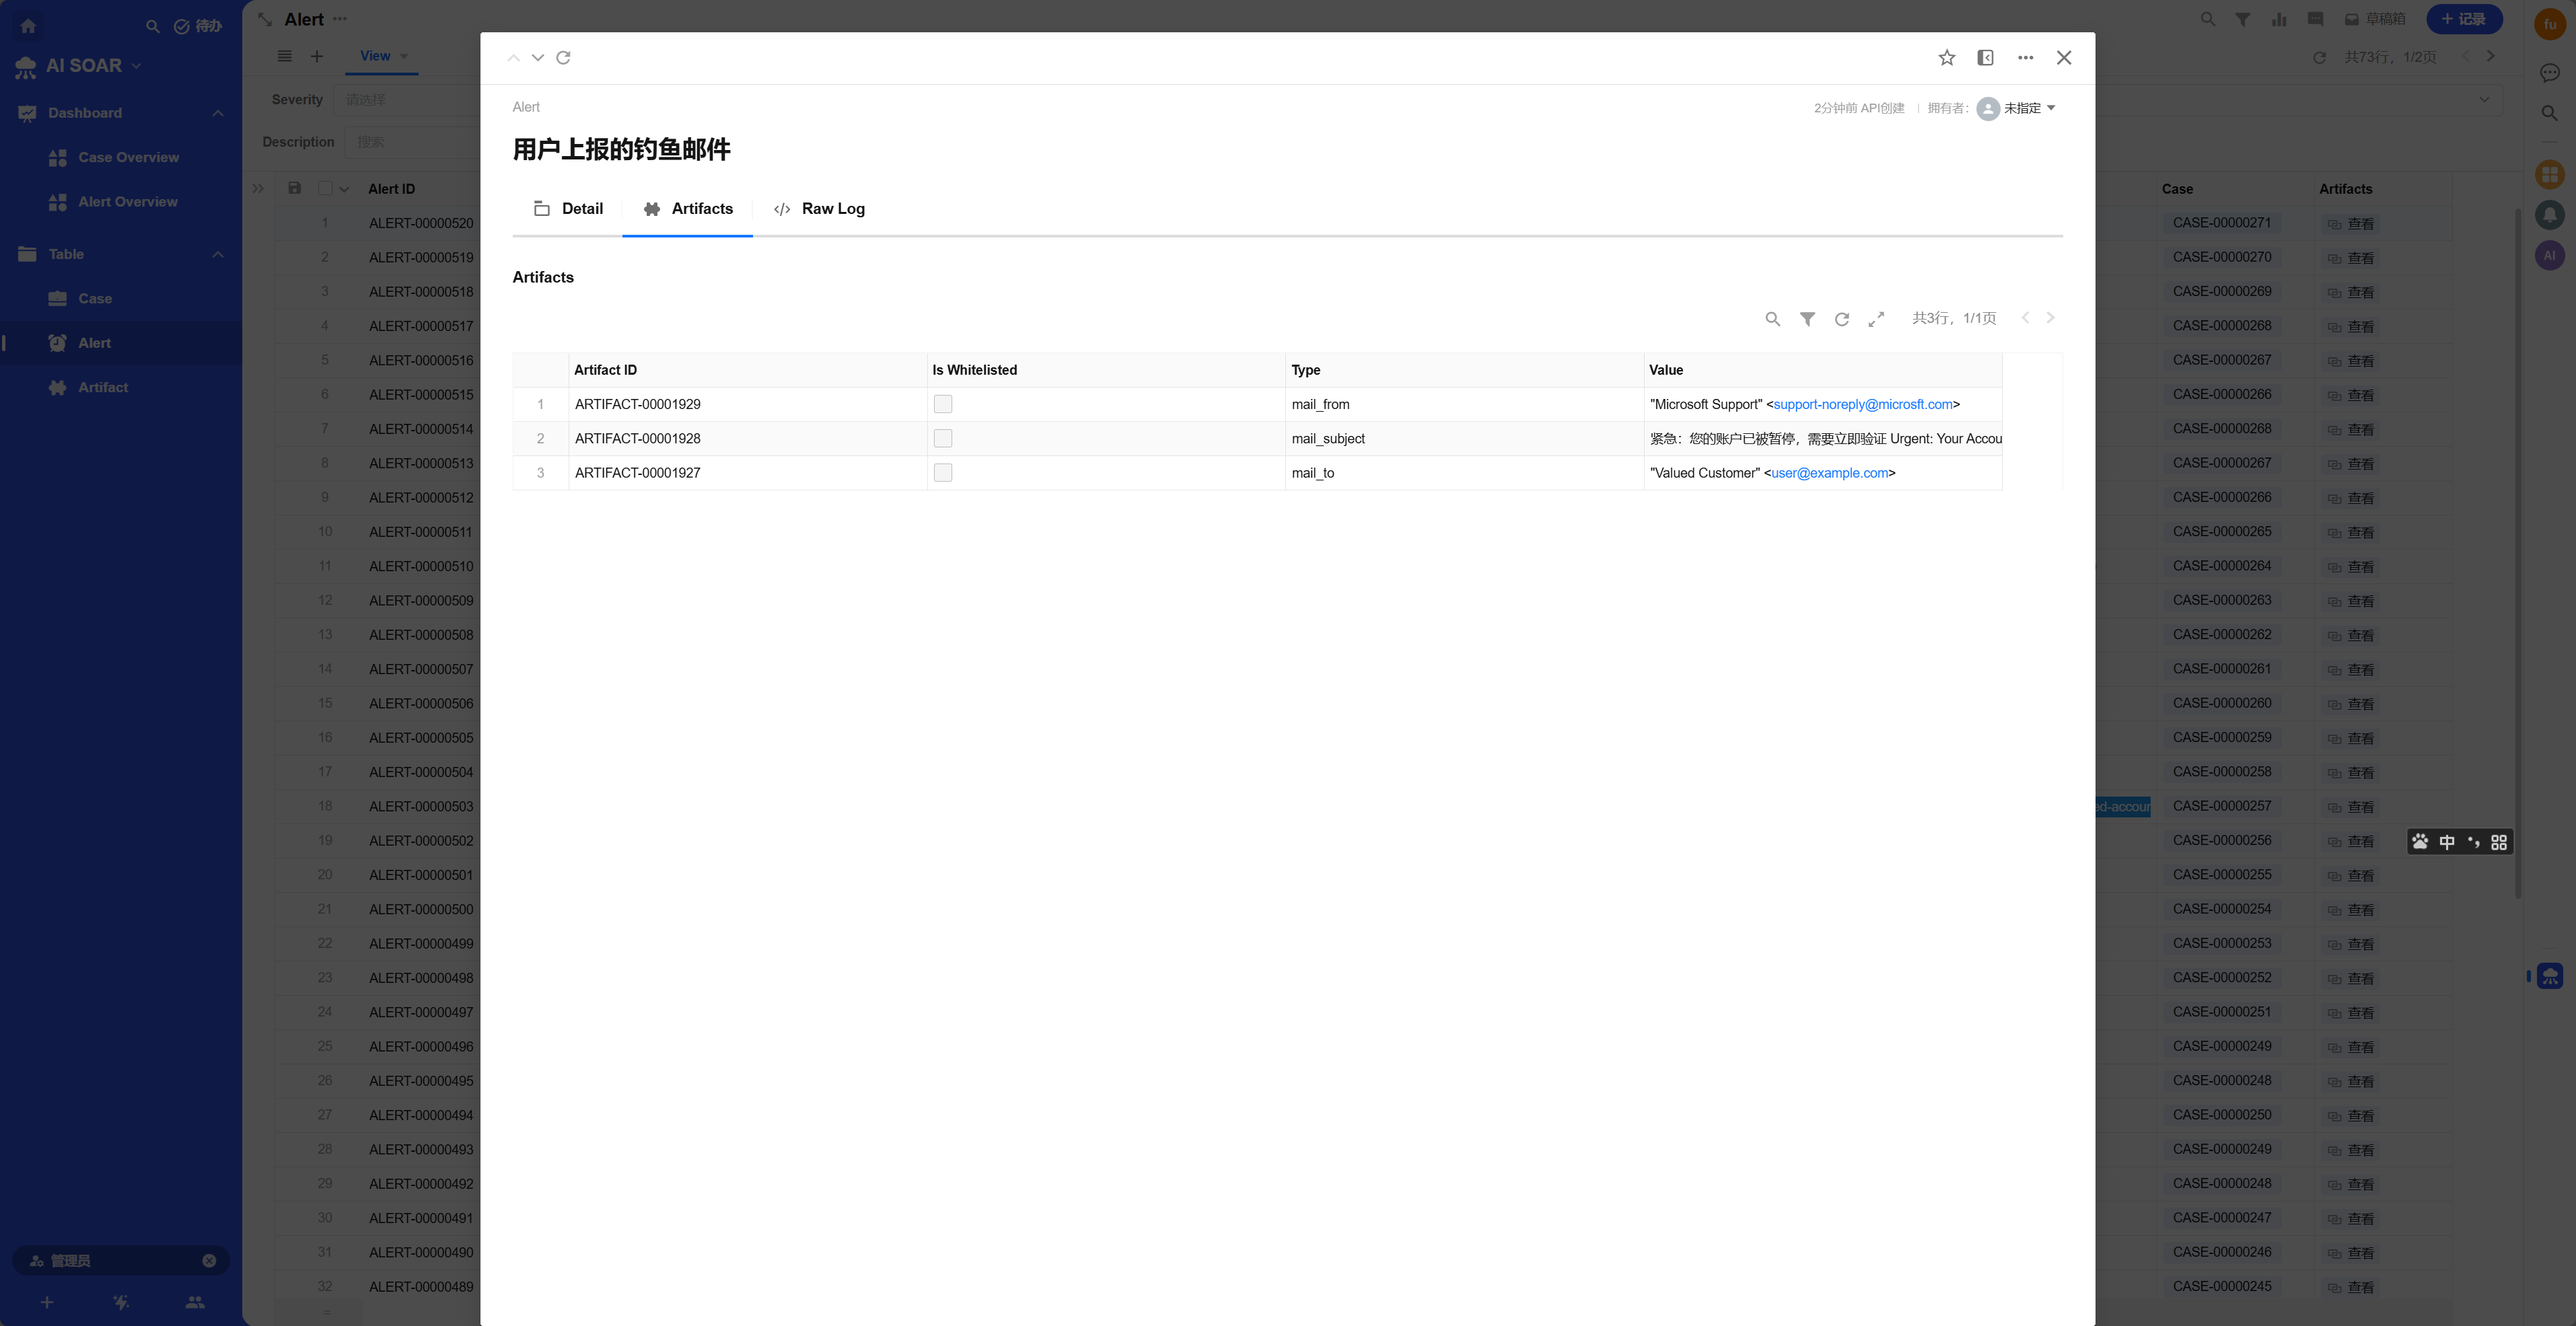 待办
AI SOAR
Dashboard
Case Overview
Alert Overview
Table
Case
Alert
Artifact
管理员
Alert
草稿箱
+ 记录
fu
View
共73行，1/2页
Severity 请选择
Description 搜索
Alert ID
Case Artifacts
1 ALERT-00000520 CASE-00000271 查看
2 ALERT-00000519 CASE-00000270 查看
3 ALERT-00000518 CASE-00000269 查看
4 ALERT-00000517 CASE-00000268 查看
5 ALERT-00000516 CASE-00000267 查看
6 ALERT-00000515 CASE-00000266 查看
7 ALERT-00000514 CASE-00000268 查看
8 ALERT-00000513 CASE-00000267 查看
9 ALERT-00000512 CASE-00000266 查看
10 ALERT-00000511 CASE-00000265 查看
11 ALERT-00000510 CASE-00000264 查看
12 ALERT-00000509 CASE-00000263 查看
13 ALERT-00000508 CASE-00000262 查看
14 ALERT-00000507 CASE-00000261 查看
15 ALERT-00000506 CASE-00000260 查看
16 ALERT-00000505 CASE-00000259 查看
17 ALERT-00000504 CASE-00000258 查看
18 ALERT-00000503 ed-accour CASE-00000257 查看
19 ALERT-00000502 CASE-00000256 查看
20 ALERT-00000501 CASE-00000255 查看
21 ALERT-00000500 CASE-00000254 查看
22 ALERT-00000499 CASE-00000253 查看
23 ALERT-00000498 CASE-00000252 查看
24 ALERT-00000497 CASE-00000251 查看
25 ALERT-00000496 CASE-00000249 查看
26 ALERT-00000495 CASE-00000248 查看
27 ALERT-00000494 CASE-00000250 查看
28 ALERT-00000493 CASE-00000249 查看
29 ALERT-00000492 CASE-00000248 查看
30 ALERT-00000491 CASE-00000247 查看
31 ALERT-00000490 CASE-00000246 查看
32 ALERT-00000489 CASE-00000245 查看
AI
中
Alert
2分钟前 API创建 拥有者： 未指定
用户上报的钓鱼邮件
Detail Artifacts Raw Log
Artifacts
共3行，1/1页
Artifact ID Is Whitelisted Type Value
1 ARTIFACT-00001929 mail_from "Microsoft Support" <support-noreply@microsft.com>
2 ARTIFACT-00001928 mail_subject 紧急：您的账户已被暂停，需要立即验证 Urgent: Your Accou
3 ARTIFACT-00001927 mail_to "Valued Customer" <user@example.com>